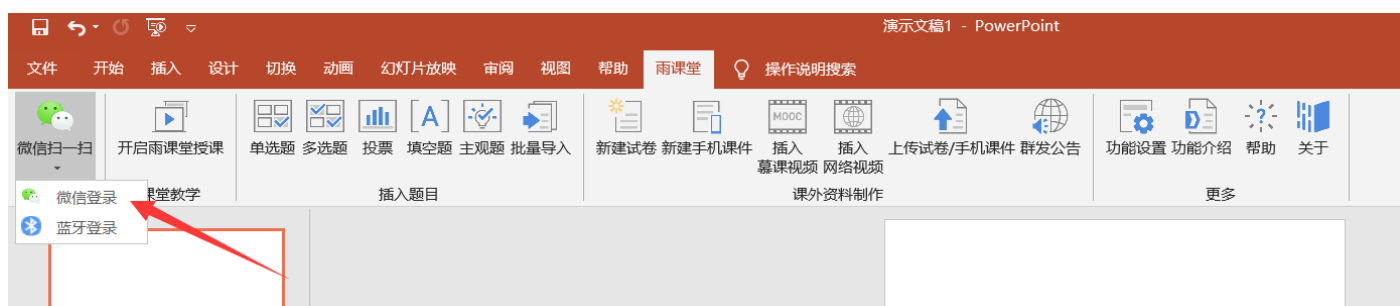 演示文稿1 - PowerPoint
文件 开始 插入 设计 切换 动画 幻灯片放映 审阅 视图 帮助 雨课堂 操作说明搜索
A MOOC
微信扫一扫 开启雨课堂授课 单选题 多选题 投票 填空题 主观题 批量导入 新建试卷 新建手机课件 插入 插入 上传试卷/手机课件 群发公告 功能设置 功能介绍 帮助 关于
慕课视频 网络视频
微信登录 课堂教学 插入题目 课外资料制作 更多
蓝牙登录